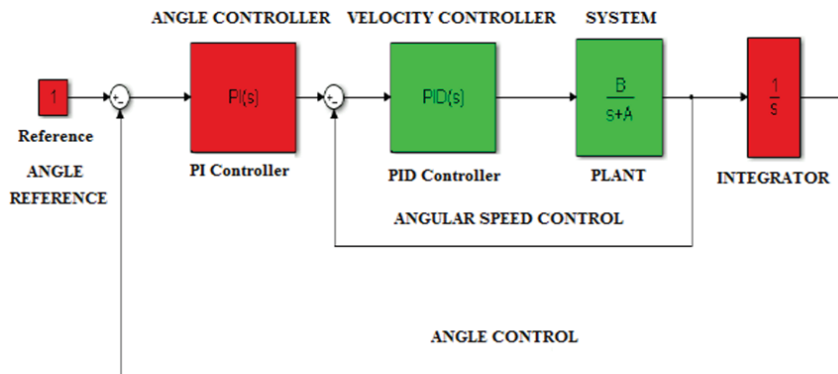 ANGLE CONTROLLER
VELOCITY CONTROLLER
SYSTEM
1
+
-
PI(s)
+
-
PID(s)
B
s+A
1
s
Reference
PI Controller
PID Controller
PLANT
INTEGRATOR
ANGLE
REFERENCE
ANGULAR SPEED CONTROL
ANGLE CONTROL